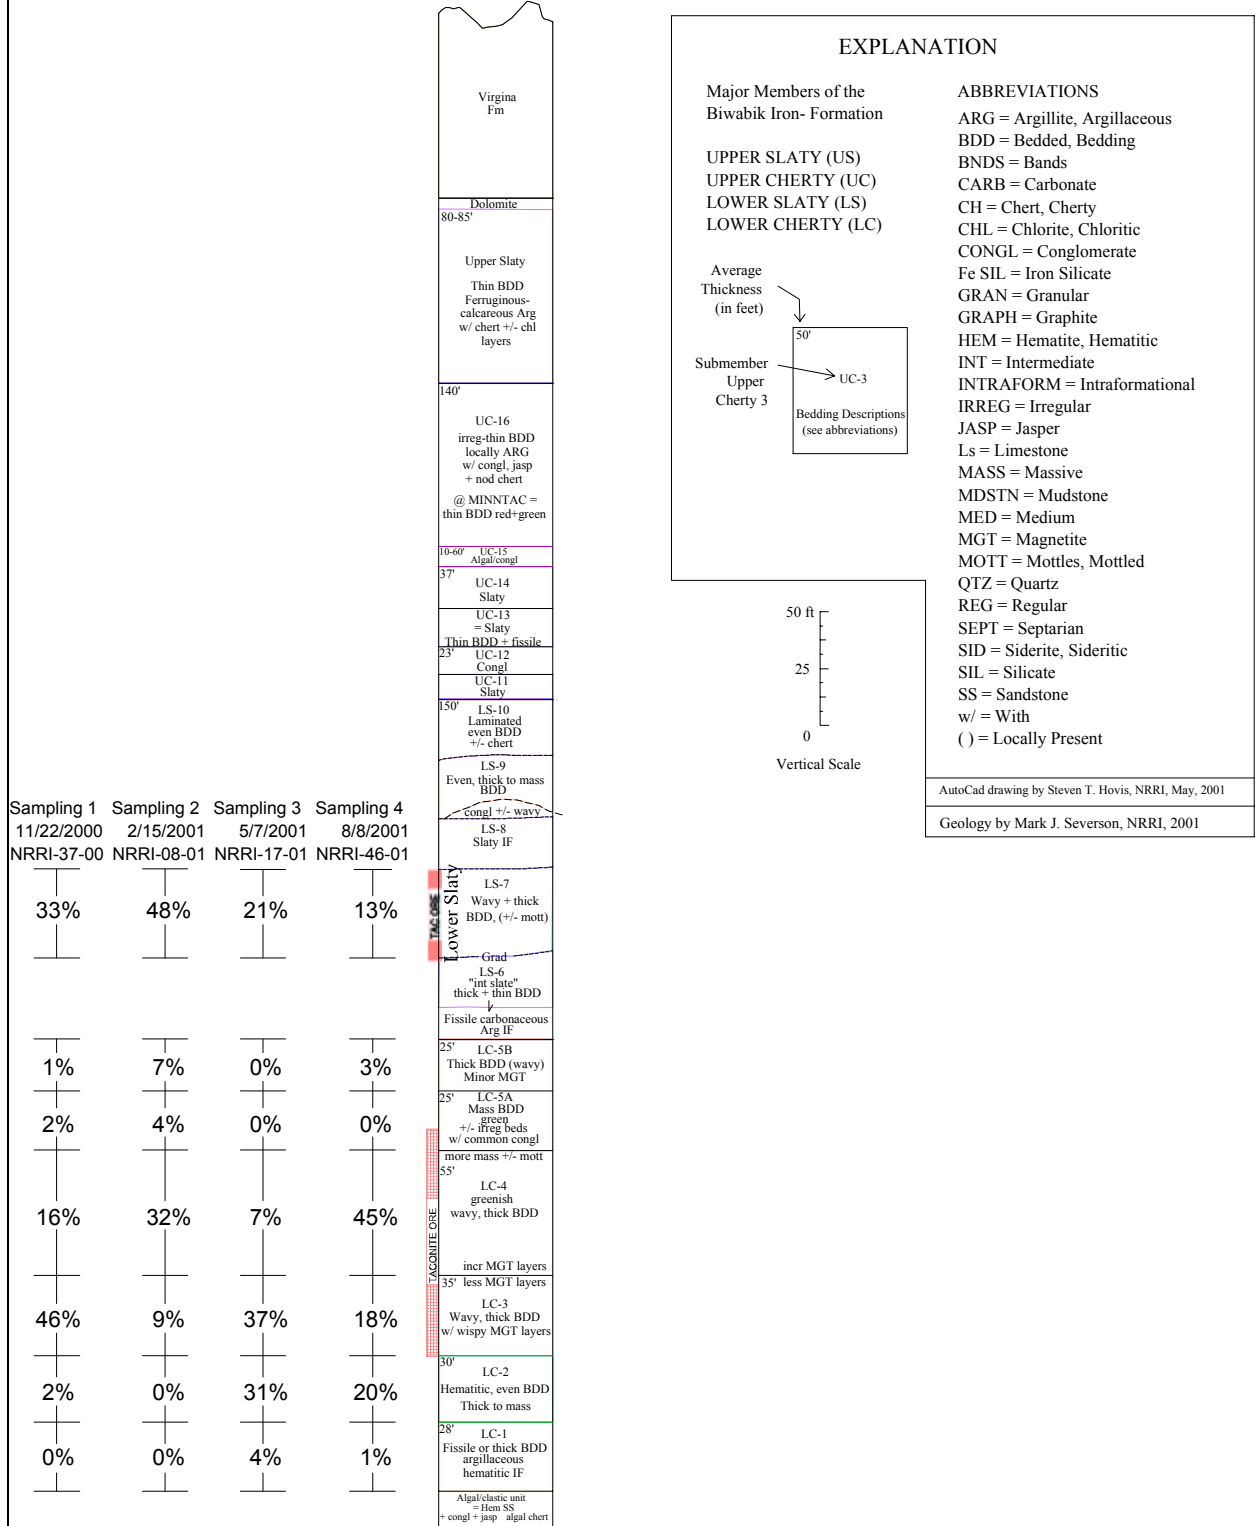 Virgina
Fm
Dolomite
80-85'
Upper Slaty
Thin BDD
Ferruginous-
calcareous Arg
w/ chert +/- chl
layers
140'
UC-16
irreg-thin BDD
locally ARG
w/ congl, jasp
+ nod chert
@ MINNTAC =
thin BDD red+green
10-60' UC-15
Algal/congl
37'
UC-14
Slaty
UC-13
= Slaty
Thin BDD + fissile
23' UC-12
Congl
UC-11
Slaty
150' LS-10
Laminated
even BDD
+/- chert
LS-9
Even, thick to mass
BDD
congl +/- wavy
LS-8
Slaty IF
Lower Slaty
TAC ORE
LS-7
Wavy + thick
BDD, (+/- mott)
Grad
LS-6
"int slate"
thick + thin BDD
Fissile carbonaceous
Arg IF
25' LC-5B
Thick BDD (wavy)
Minor MGT
25' LC-5A
Mass BDD
green
+/- irreg beds
w/ common congl
more mass +/- mott
55'
LC-4
greenish
wavy, thick BDD
TACONITE ORE
incr MGT layers
35' less MGT layers
LC-3
Wavy, thick BDD
w/ wispy MGT layers
30'
LC-2
Hematitic, even BDD
Thick to mass
28'
LC-1
Fissile or thick BDD
argillaceous
hematitic IF
Algal/clastic unit
= Hem SS
+ congl + jasp algal chert
Sampling 1 Sampling 2 Sampling 3 Sampling 4
11/22/2000 2/15/2001 5/7/2001 8/8/2001
NRRI-37-00 NRRI-08-01 NRRI-17-01 NRRI-46-01
33% 48% 21% 13%
1% 7% 0% 3%
2% 4% 0% 0%
16% 32% 7% 45%
46% 9% 37% 18%
2% 0% 31% 20%
0% 0% 4% 1%
EXPLANATION
Major Members of the
Biwabik Iron- Formation
UPPER SLATY (US)
UPPER CHERTY (UC)
LOWER SLATY (LS)
LOWER CHERTY (LC)
Average
Thickness
(in feet)
50'
Submember
Upper
Cherty 3
UC-3
Bedding Descriptions
(see abbreviations)
ABBREVIATIONS
ARG = Argillite, Argillaceous
BDD = Bedded, Bedding
BNDS = Bands
CARB = Carbonate
CH = Chert, Cherty
CHL = Chlorite, Chloritic
CONGL = Conglomerate
Fe SIL = Iron Silicate
GRAN = Granular
GRAPH = Graphite
HEM = Hematite, Hematitic
INT = Intermediate
INTRAFORM = Intraformational
IRREG = Irregular
JASP = Jasper
Ls = Limestone
MASS = Massive
MDSTN = Mudstone
MED = Medium
MGT = Magnetite
MOTT = Mottles, Mottled
QTZ = Quartz
REG = Regular
SEPT = Septarian
SID = Siderite, Sideritic
SIL = Silicate
SS = Sandstone
w/ = With
( ) = Locally Present
50 ft
25
0
Vertical Scale
AutoCad drawing by Steven T. Hovis, NRRI, May, 2001
Geology by Mark J. Severson, NRRI, 2001